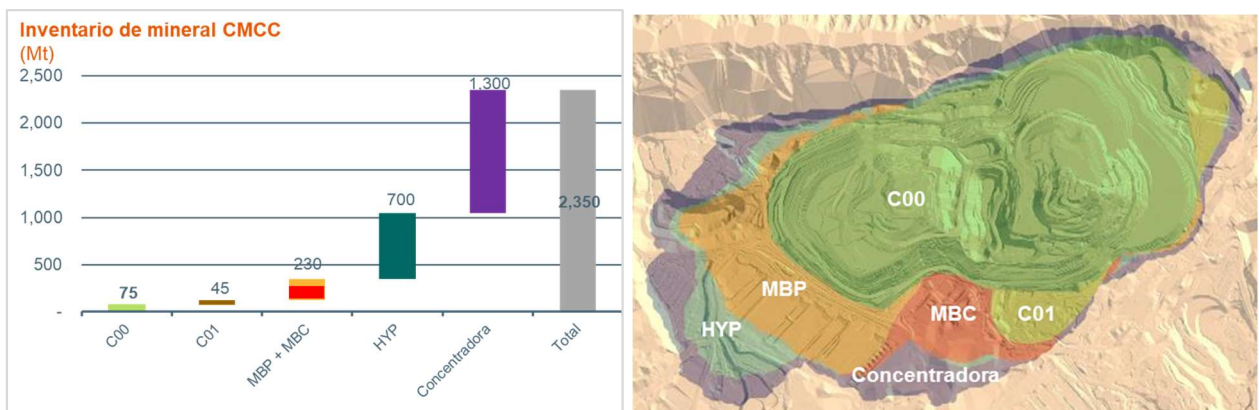 Inventario de mineral CMCC
(Mt)
2,500
2,000
1,500
1,000
500
-
75
45
230
700
1,300
2,350
C00
C01
MBP + MBC
HYP
Concentradora
Total
C00
MBP
MBC
C01
HYP
Concentradora